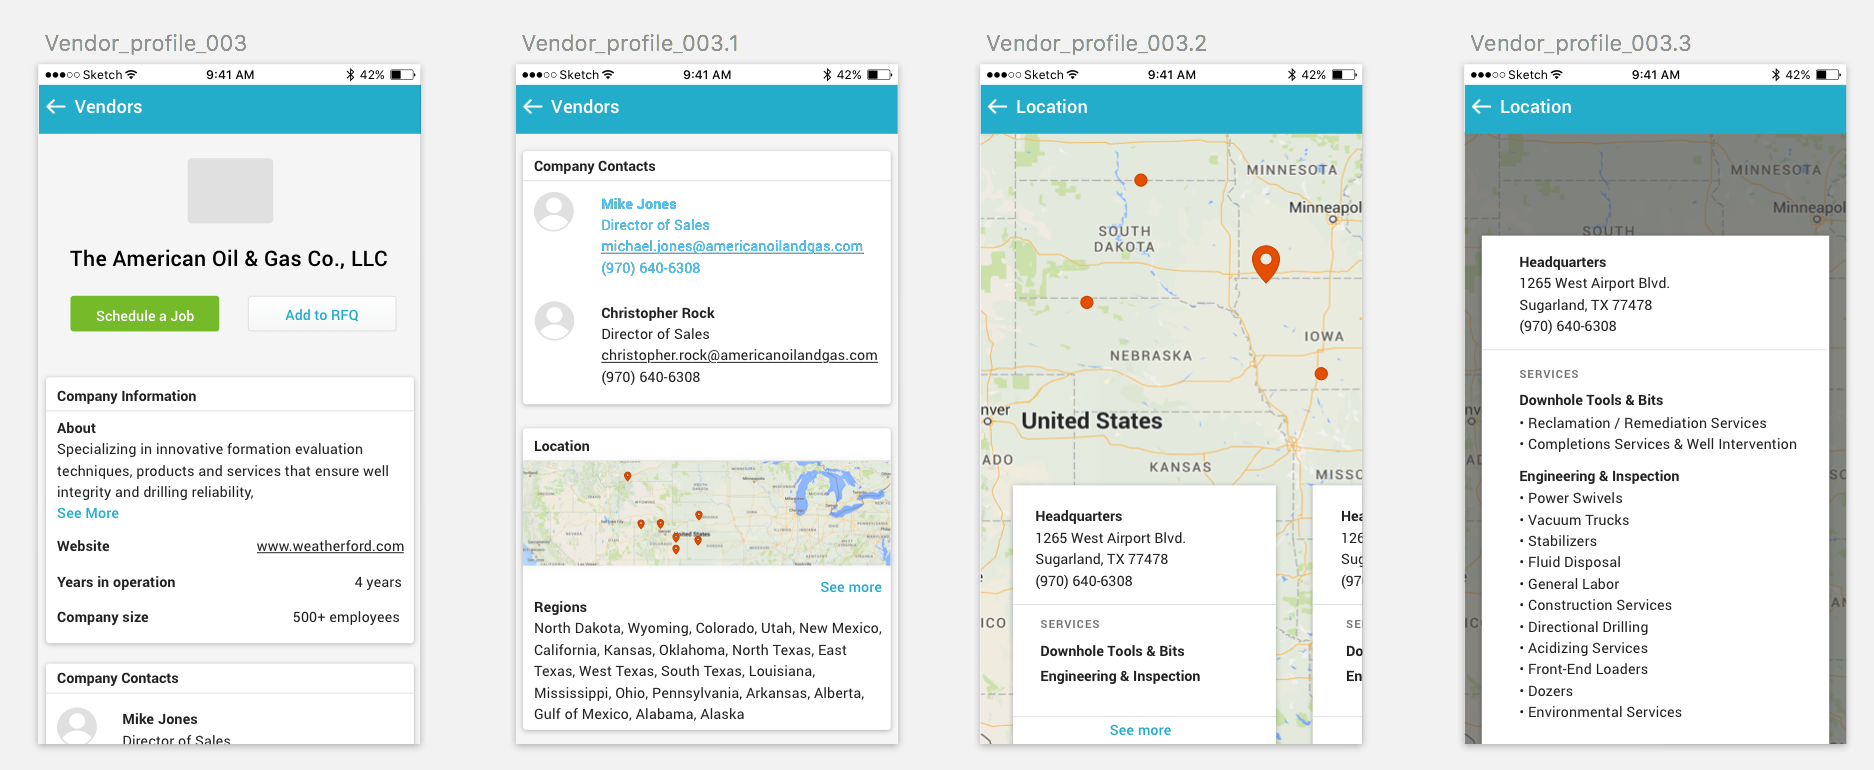 Vendor_profile_003
Sketch 9:41 AM 42%
Vendors
The American Oil & Gas Co., LLC
Schedule a Job
Add to RFQ
Company Information
About
Specializing in innovative formation evaluation
techniques, products and services that ensure well
integrity and drilling reliability,
See More
Website www.weatherford.com
Years in operation 4 years
Company size 500+ employees
Company Contacts
Mike Jones
Director of Sales
Vendor_profile_003.1
Sketch 9:41 AM 42%
Vendors
Company Contacts
Mike Jones
Director of Sales
michael.jones@americanoilandgas.com
(970) 640-6308
Christopher Rock
Director of Sales
christopher.rock@americanoilandgas.com
(970) 640-6308
Location
United States
See more
Regions
North Dakota, Wyoming, Colorado, Utah, New Mexico,
California, Kansas, Oklahoma, North Texas, East
Texas, West Texas, South Texas, Louisiana,
Mississippi, Ohio, Pennsylvania, Arkansas, Alberta,
Gulf of Mexico, Alabama, Alaska
Vendor_profile_003.2
Sketch 9:41 AM 42%
Location
MINNESOTA
Minneapol
SOUTH
DAKOTA
IOWA
NEBRASKA
nver
United States
ADO
KANSAS
MISSO
ICO
Headquarters
1265 West Airport Blvd.
Sugarland, TX 77478
(970) 640-6308
SERVICES
Downhole Tools & Bits
Engineering & Inspection
See more
Hea
126
Sug
(97
SE
Do
En
Vendor_profile_003.3
Sketch 9:41 AM 42%
Location
MINNESOTA
Minneapol
SOUTH
Headquarters
1265 West Airport Blvd.
Sugarland, TX 77478
(970) 640-6308
SERVICES
Downhole Tools & Bits
• Reclamation / Remediation Services
• Completions Services & Well Intervention
Engineering & Inspection
• Power Swivels
• Vacuum Trucks
• Stabilizers
• Fluid Disposal
• General Labor
• Construction Services
• Directional Drilling
• Acidizing Services
• Front-End Loaders
• Dozers
• Environmental Services